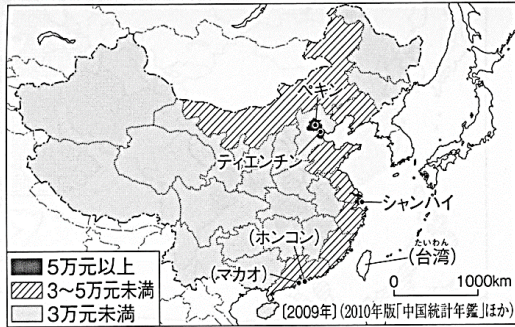 ペキン
ティエンチン
シャンハイ
(ホンコン)
(マカオ)
たいわん
(台湾)
5万元以上
3〜5万元未満
3万元未満
0 1000km
〔2009年〕(2010年版「中国統計年鑑」ほか)